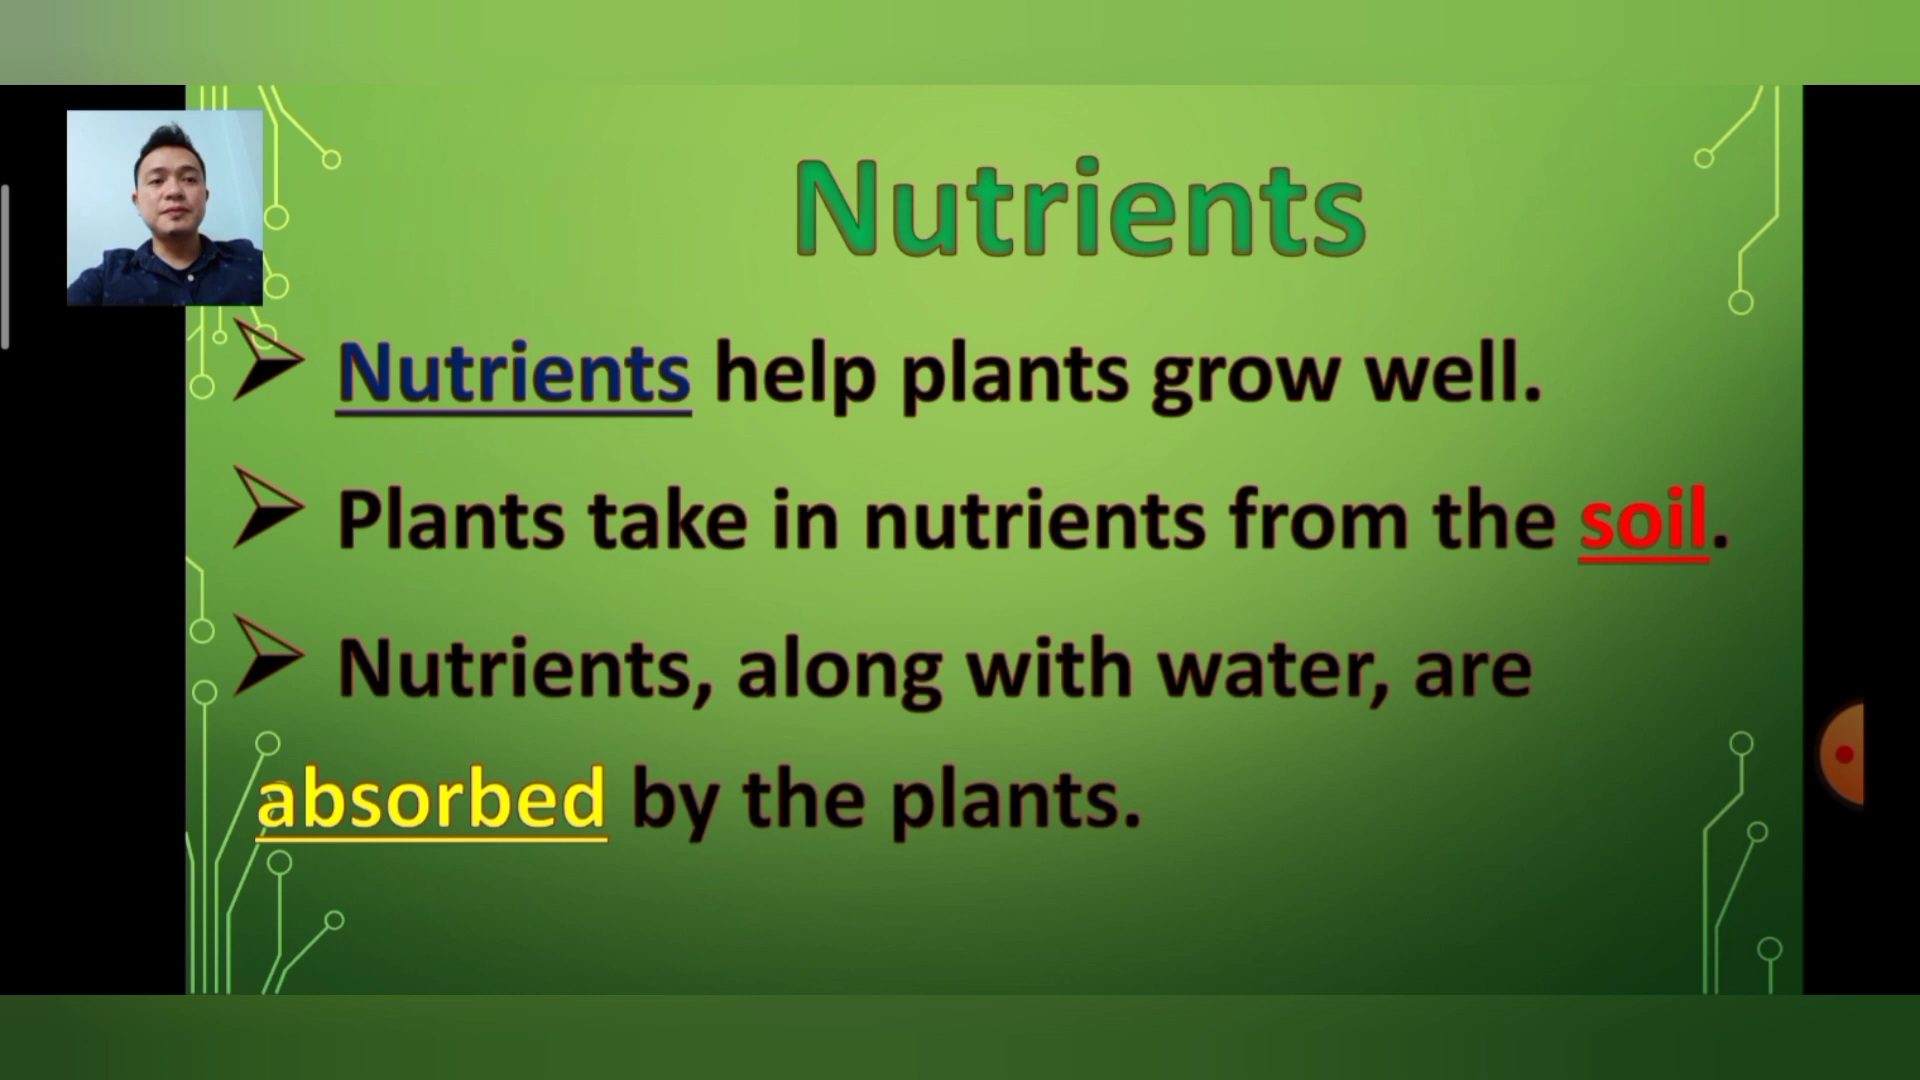 Nutrients
Nutrients help plants grow well.
Plants take in nutrients from the soil.
Nutrients, along with water, are
absorbed by the plants.